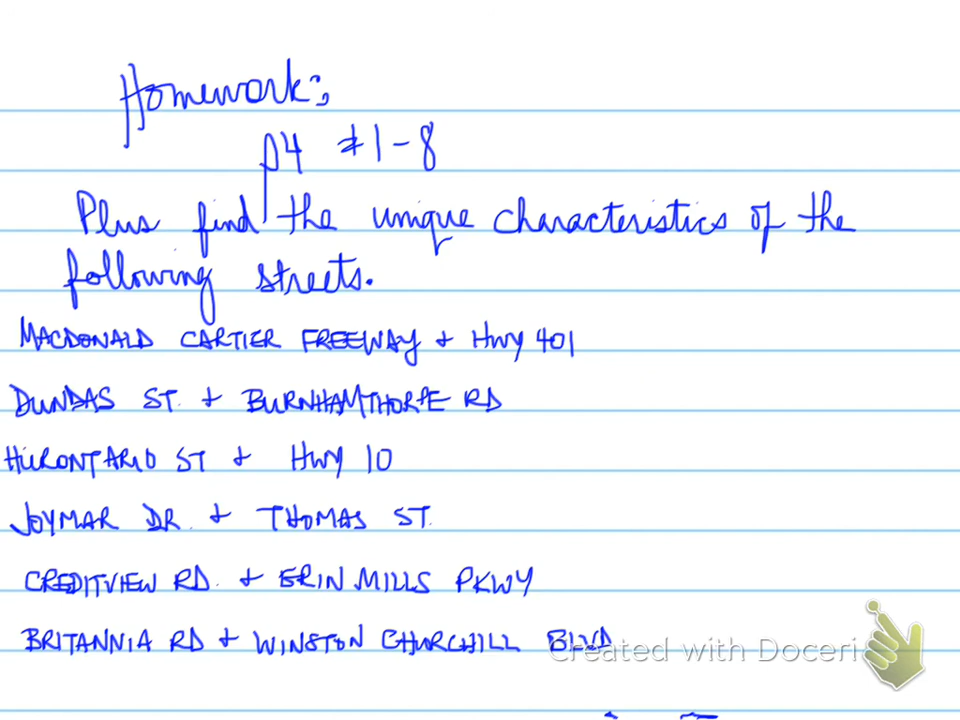 Homework:
p4 #1-8
Plus find the unique characteristics of the
following streets.
MACDONALD CARTIER FREEWAY + Hwy 401
DUNDAS ST. + BURNHAMTHORPE RD
HURONTARIO ST + Hwy 10
JOYMAR DR. + THOMAS ST.
CREDITVIEW RD. + ERIN MILLS PKWY
BRITANNIA RD + WINSTON CHURCHILL BLVD
Created with Doceri